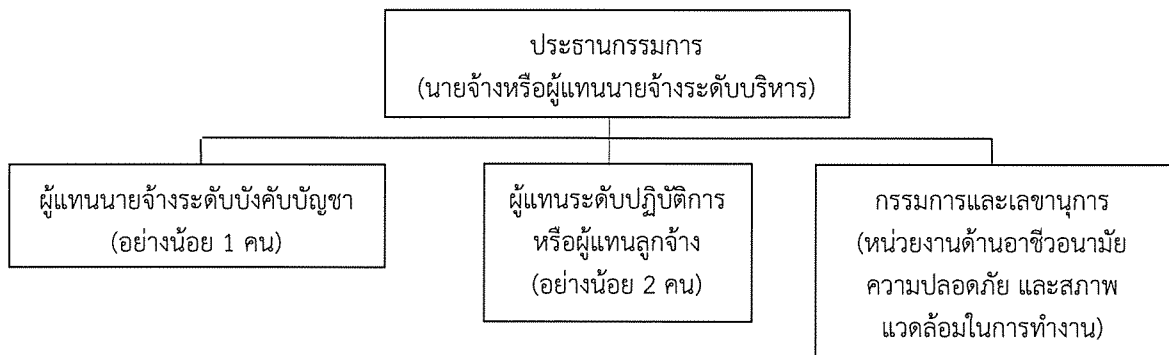 ประธานกรรมการ
(นายจ้างหรือผู้แทนนายจ้างระดับบริหาร)
ผู้แทนนายจ้างระดับบังคับบัญชา
(อย่างน้อย 1 คน)
ผู้แทนระดับปฏิบัติการ
หรือผู้แทนลูกจ้าง
(อย่างน้อย 2 คน)
กรรมการและเลขานุการ
(หน่วยงานด้านอาชีวอนามัย
ความปลอดภัย และสภาพ
แวดล้อมในการทำงาน)